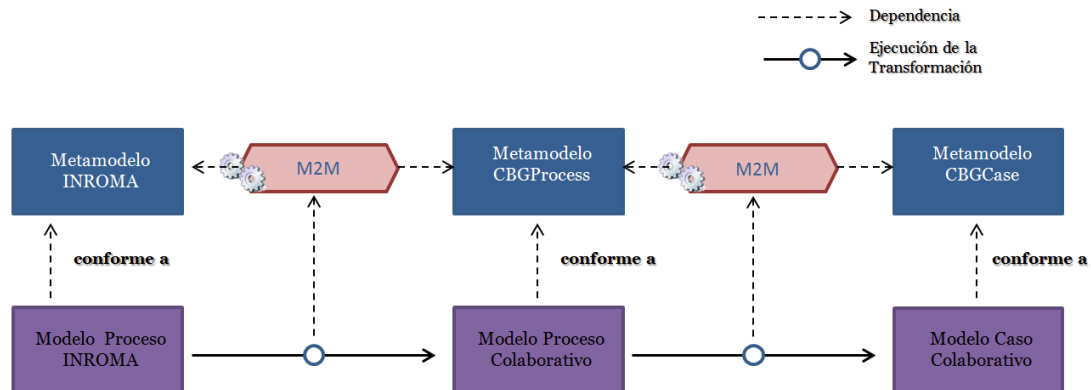 Dependencia
Ejecución de la
Transformación
Metamodelo
INROMA
M2M
Metamodelo
CBGProcess
M2M
Metamodelo
CBGCase
conforme a
conforme a
conforme a
Modelo Proceso
INROMA
Modelo Proceso
Colaborativo
Modelo Caso
Colaborativo